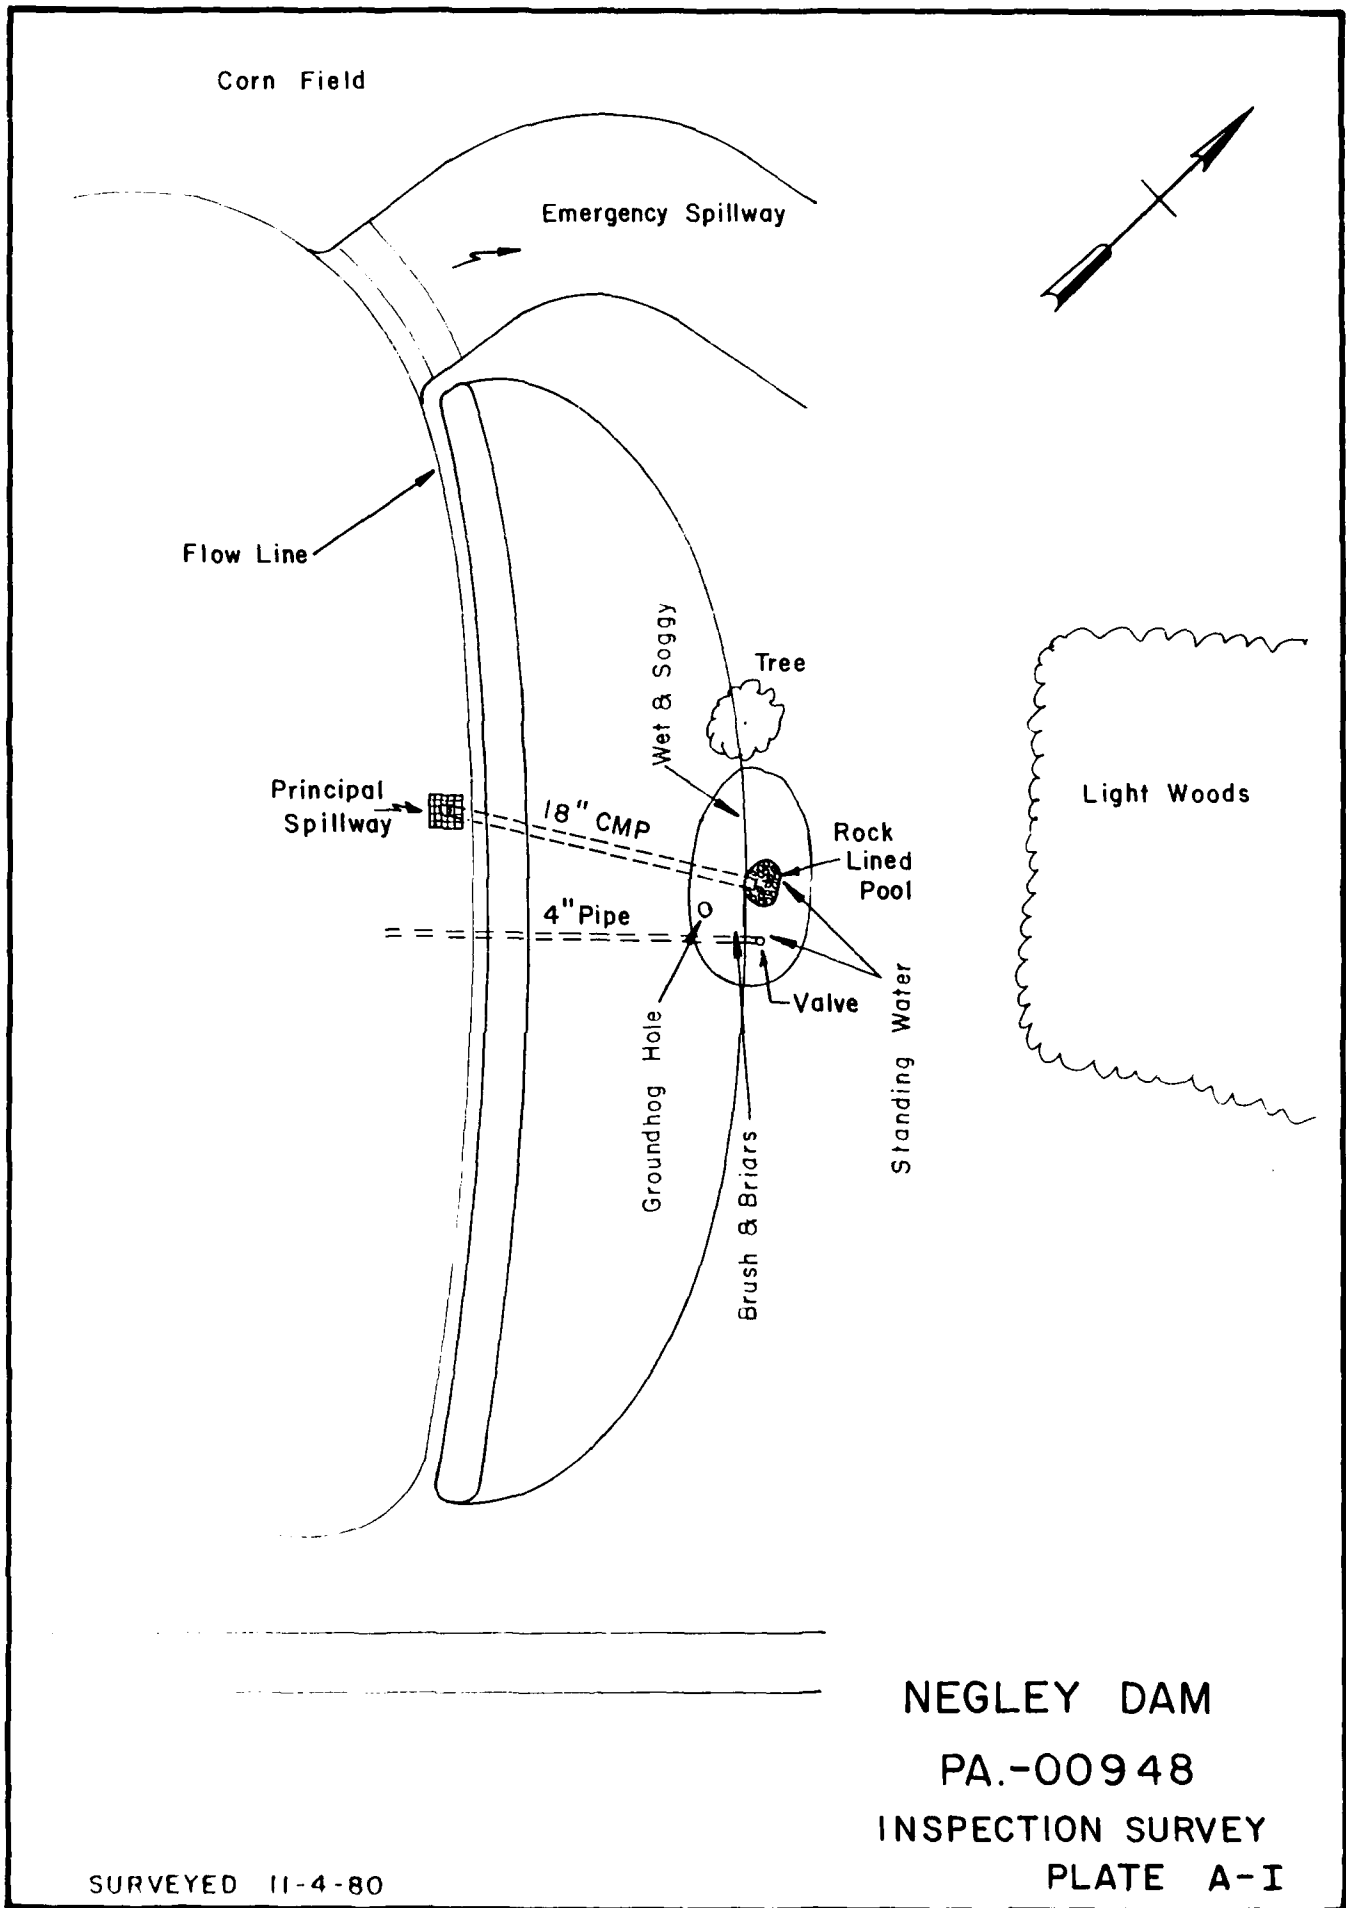 Corn Field
Emergency Spillway
Flow Line
Wet & Soggy
Tree
Principal
Spillway
18" CMP
Rock
Lined
Pool
Light Woods
4" Pipe
Valve
Groundhog Hole
Brush & Briars
Standing Water
NEGLEY DAM
PA.-00948
INSPECTION SURVEY
PLATE A-I
SURVEYED 11-4-80